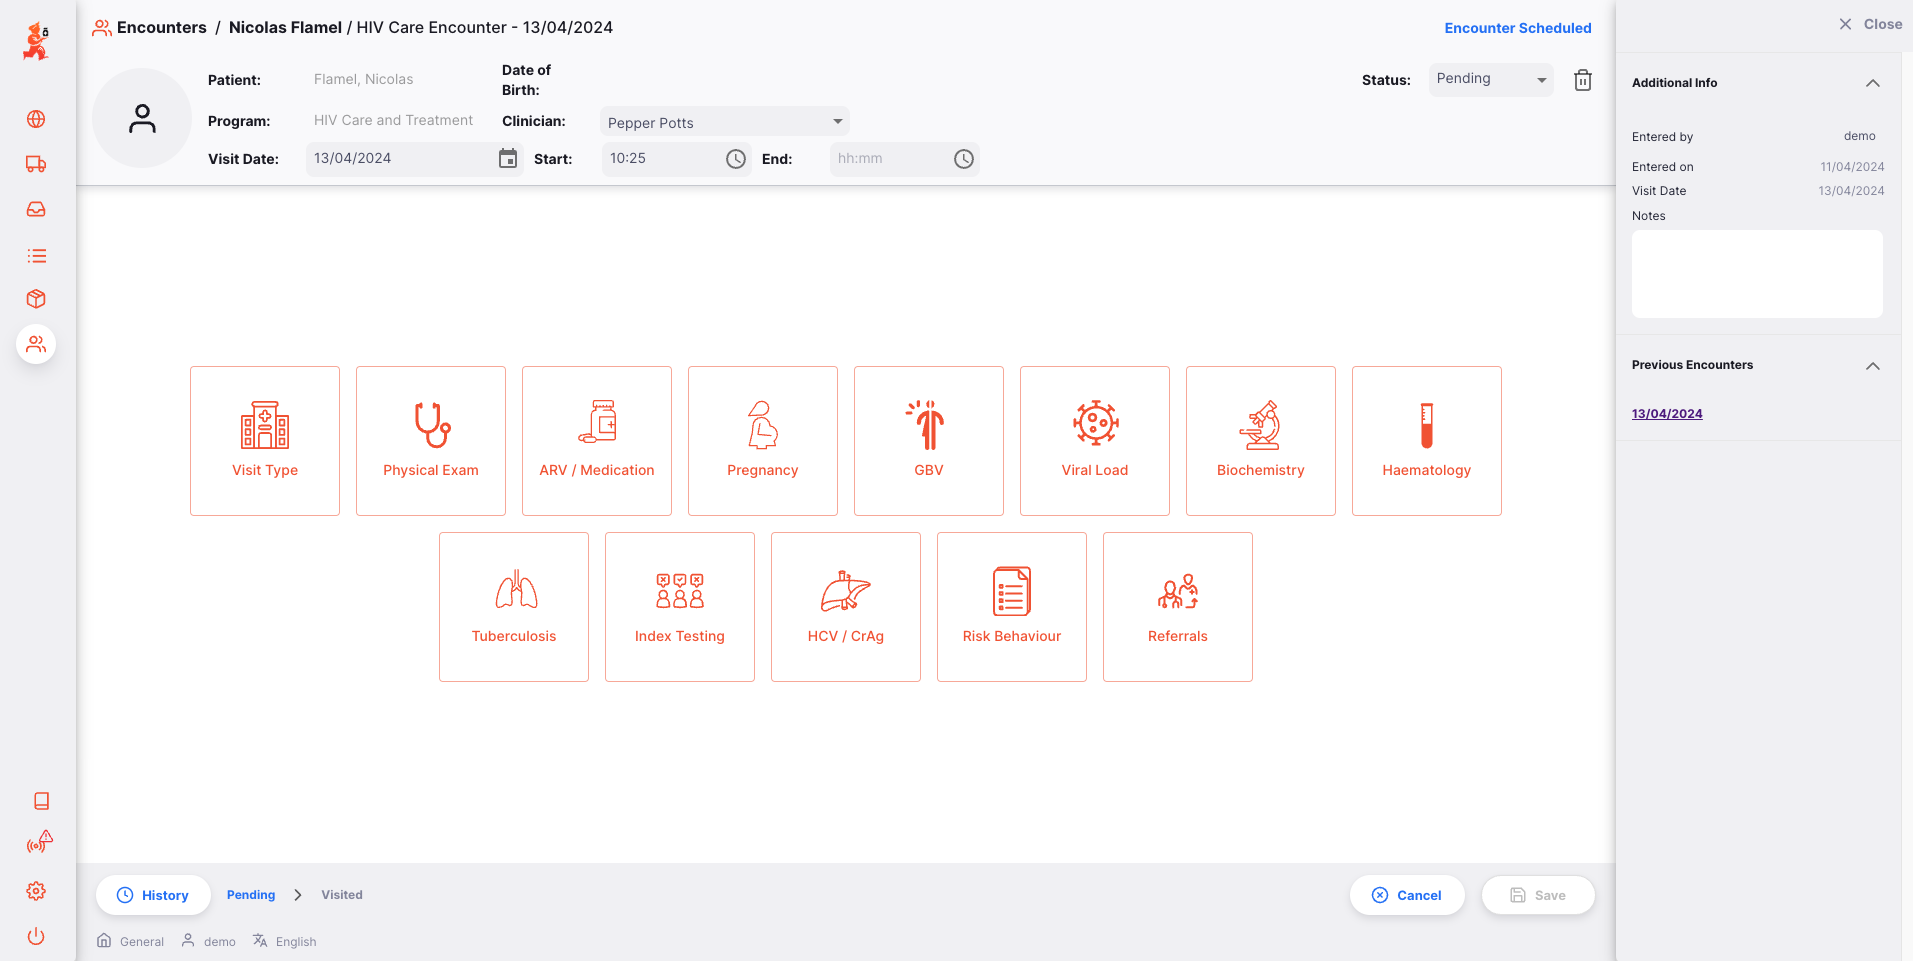 Encounters / Nicolas Flamel / HIV Care Encounter - 13/04/2024
Encounter Scheduled
Patient: Flamel, Nicolas
Date of
Birth:
Status: Pending
Program: HIV Care and Treatment
Clinician: Pepper Potts
Visit Date: 13/04/2024
Start: 10:25
End: hh:mm
Visit Type
Physical Exam
ARV / Medication
Pregnancy
GBV
Viral Load
Biochemistry
Haematology
Tuberculosis
Index Testing
HCV / CrAg
Risk Behaviour
Referrals
History
Pending
Visited
Cancel
Save
General
demo
English
Close
Additional Info
Entered by demo
Entered on 11/04/2024
Visit Date 13/04/2024
Notes
Previous Encounters
13/04/2024